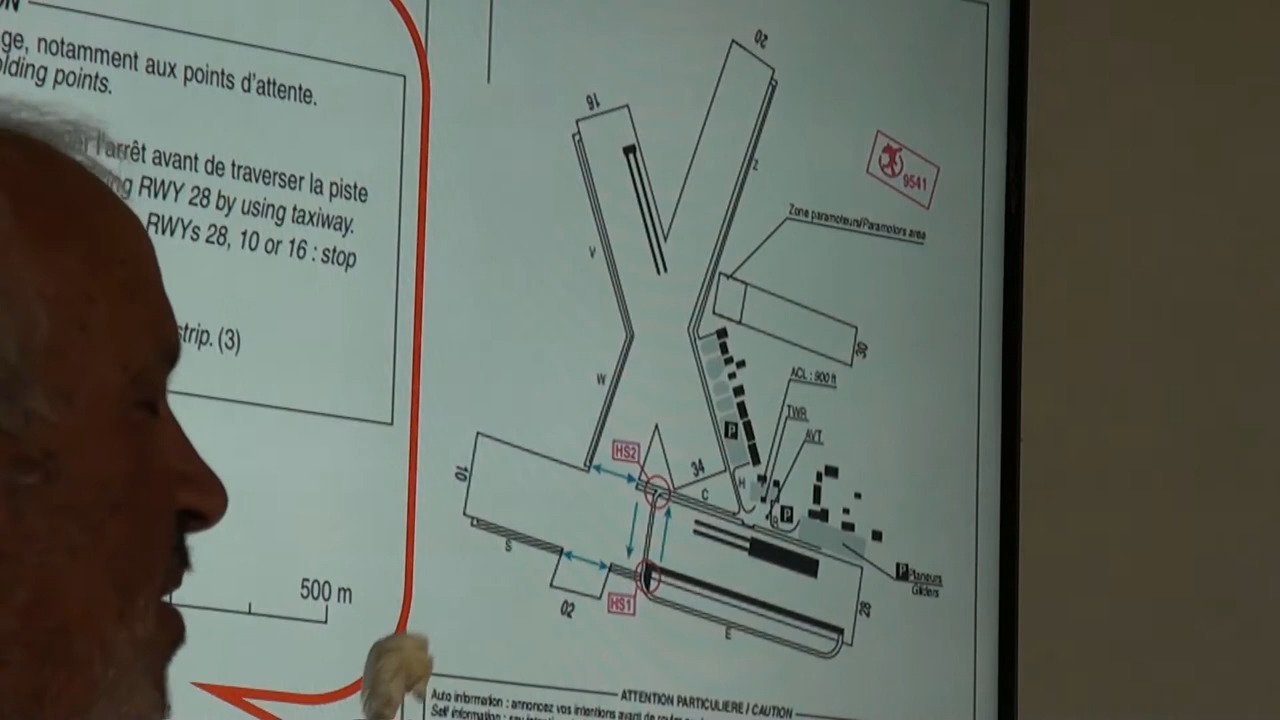 ON
ge, notamment aux points d'attente.
olding points.
l'arrêt avant de traverser la piste
ng RWY 28 by using taxiway.
RWYs 28, 10 or 16 : stop
strip. (3)
500 m
20
16
9541
Z
Zone paramoteurs/Paramotors area
V
30
W
ACL : 900 ft
TWR
AVT
P
HS2
34
10
H
C
P
S
P Planeurs
Gliders
HS1
02
28
E
ATTENTION PARTICULIERE / CAUTION
Auto information : annoncez vos intentions avant de
Self information :